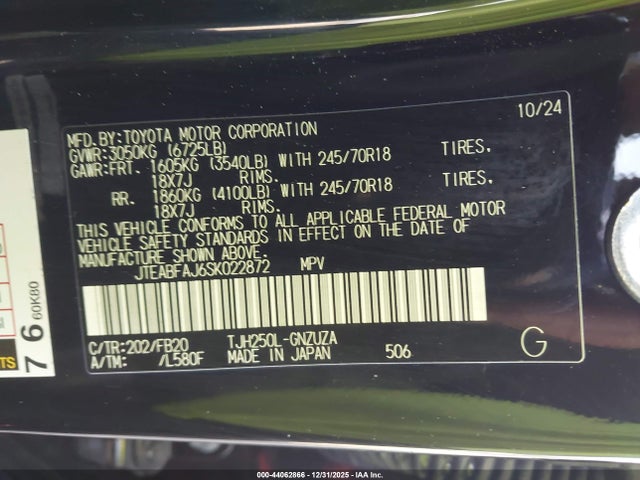 10/24
MFD.BY:TOYOTA MOTOR CORPORATION
GVWR:3050KG (6725LB)
GAWR:FRT. 1605KG (3540LB) WITH 245/70R18 TIRES.
18X7J RIMS.
RR. 1860KG (4100LB) WITH 245/70R18 TIRES.
18X7J RIMS.
THIS VEHICLE CONFORMS TO ALL APPLICABLE FEDERAL MOTOR
VEHICLE SAFETY STANDARDS IN EFFECT ON THE DATE OF
MANUFACTURE SHOWN ABOVE.
JTEABFAJ6SK022872 MPV
C/TR:202/FB20 TJH250L-GNZUZA
A/TM: /L580F MADE IN JAPAN 506 G
76 60K80
TS
000-44062866 - 12/31/2025 - IAA Inc.